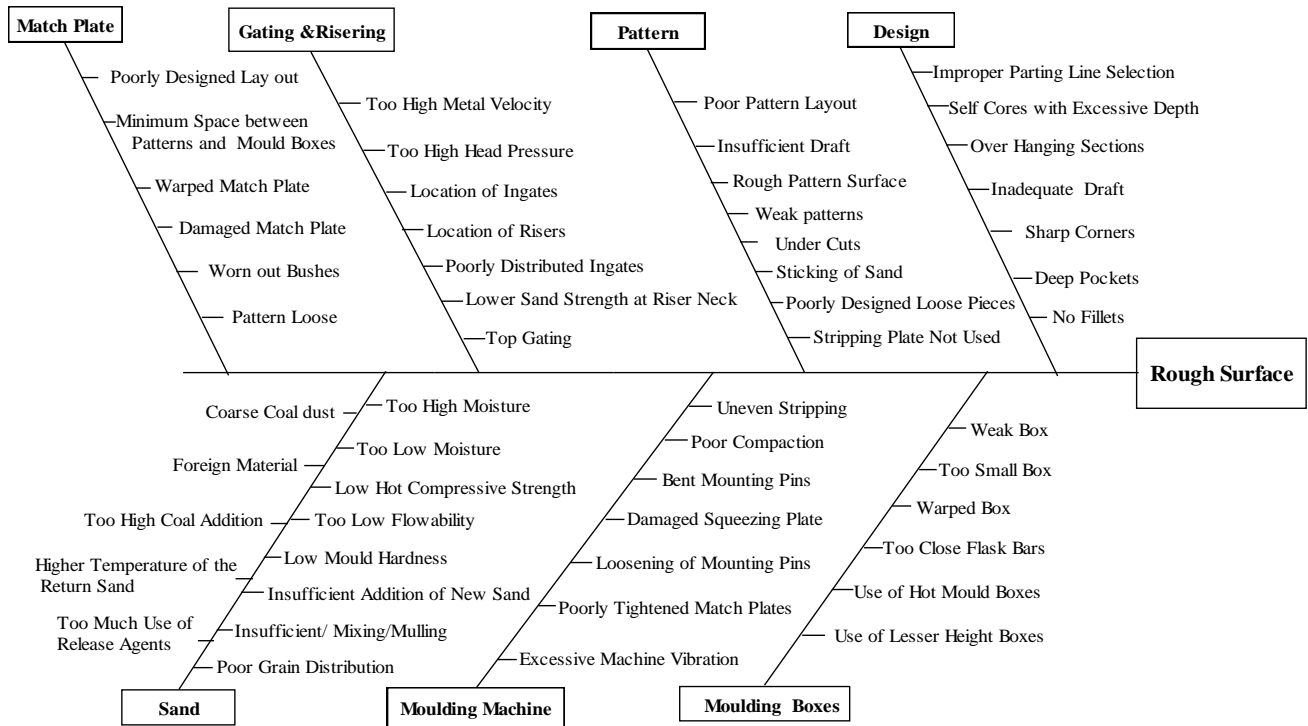 Match Plate
Poorly Designed Lay out
Minimum Space between
Patterns and Mould Boxes
Warped Match Plate
Damaged Match Plate
Worn out Bushes
Pattern Loose
Gating &Risering
Too High Metal Velocity
Too High Head Pressure
Location of Ingates
Location of Risers
Poorly Distributed Ingates
Lower Sand Strength at Riser Neck
Top Gating
Pattern
Poor Pattern Layout
Insufficient Draft
Rough Pattern Surface
Weak patterns
Under Cuts
Sticking of Sand
Poorly Designed Loose Pieces
Stripping Plate Not Used
Design
Improper Parting Line Selection
Self Cores with Excessive Depth
Over Hanging Sections
Inadequate Draft
Sharp Corners
Deep Pockets
No Fillets
Rough Surface
Coarse Coal dust
Foreign Material
Too High Coal Addition
Higher Temperature of the
Return Sand
Too Much Use of
Release Agents
Too High Moisture
Too Low Moisture
Low Hot Compressive Strength
Too Low Flowability
Low Mould Hardness
Insufficient Addition of New Sand
Insufficient/ Mixing/Mulling
Poor Grain Distribution
Sand
Uneven Stripping
Poor Compaction
Bent Mounting Pins
Damaged Squeezing Plate
Loosening of Mounting Pins
Poorly Tightened Match Plates
Excessive Machine Vibration
Moulding Machine
Weak Box
Too Small Box
Warped Box
Too Close Flask Bars
Use of Hot Mould Boxes
Use of Lesser Height Boxes
Moulding Boxes